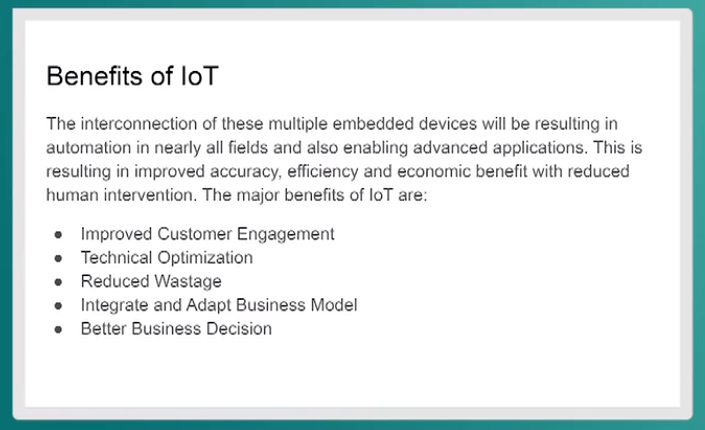 Benefits of IoT
The interconnection of these multiple embedded devices will be resulting in
automation in nearly all fields and also enabling advanced applications. This is
resulting in improved accuracy, efficiency and economic benefit with reduced
human intervention. The major benefits of IoT are:
● Improved Customer Engagement
● Technical Optimization
● Reduced Wastage
● Integrate and Adapt Business Model
● Better Business Decision